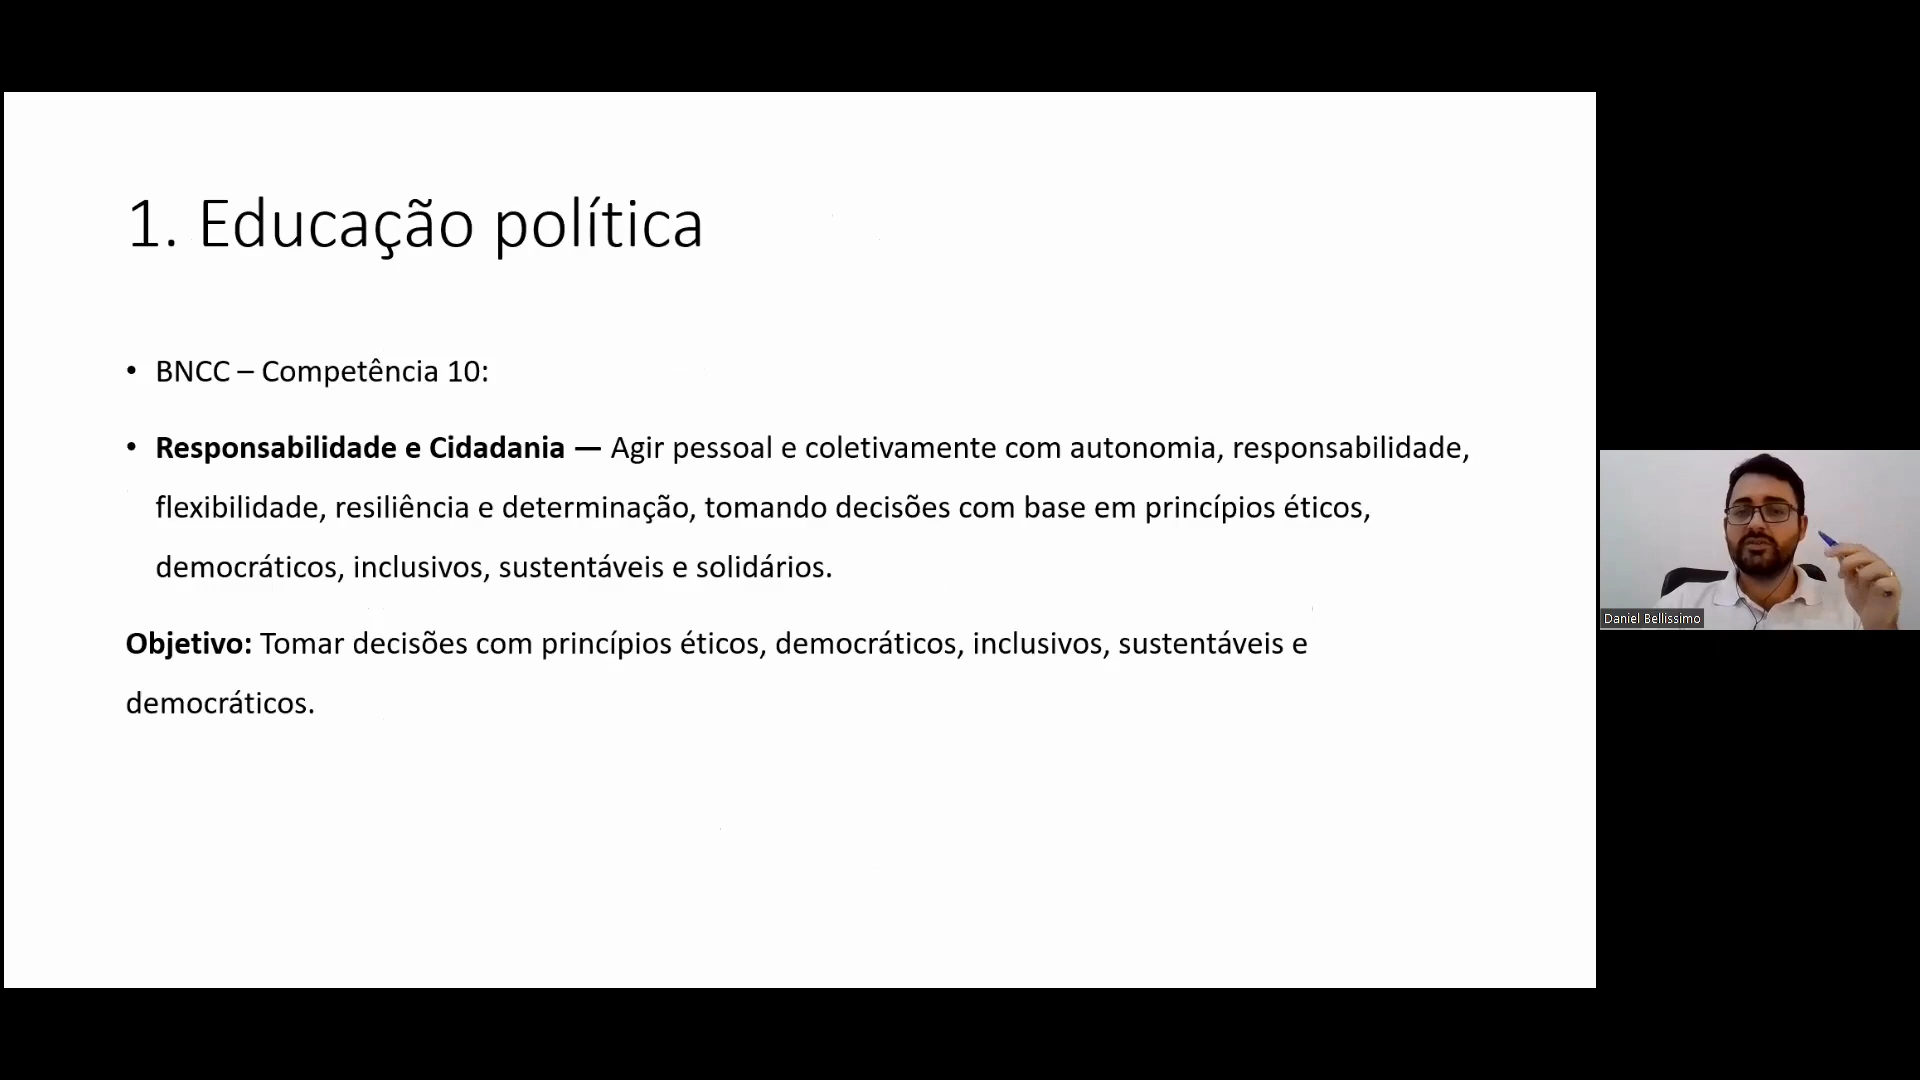 1. Educação política
• BNCC – Competência 10:
• Responsabilidade e Cidadania — Agir pessoal e coletivamente com autonomia, responsabilidade,
flexibilidade, resiliência e determinação, tomando decisões com base em princípios éticos,
democráticos, inclusivos, sustentáveis e solidários.
Objetivo: Tomar decisões com princípios éticos, democráticos, inclusivos, sustentáveis e
democráticos.
Daniel Bellissimo